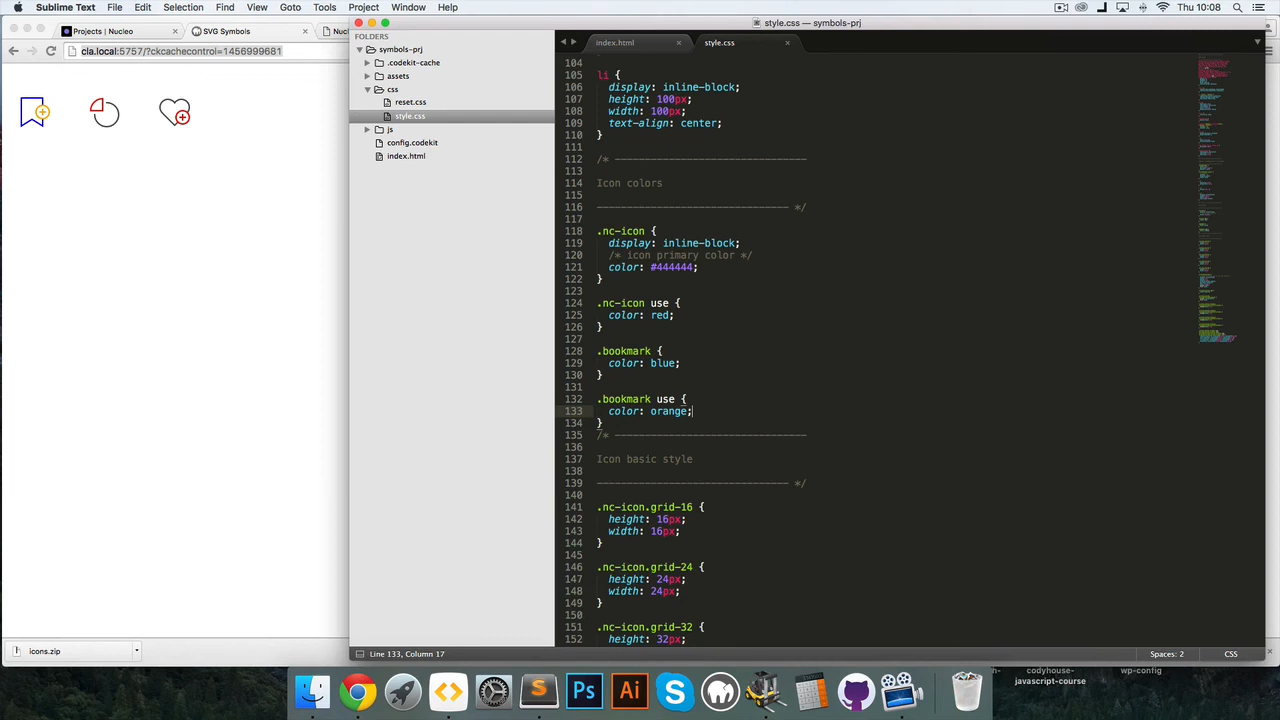 Sublime Text File Edit Selection Find View Goto Tools Project Window Help Thu 10:08
style.css — symbols-prj
Projects | Nucleo × SVG Symbols ×
cla.local:5757/?ckcachecontrol=1456999681
FOLDERS
symbols-prj
.codekit-cache
assets
css
reset.css
style.css
js
config.codekit
index.html
index.html × style.css ×
104
105 li {
106 display: inline-block;
107 height: 100px;
108 width: 100px;
109 text-align: center;
110 }
111
112 /* ————————————————————————————————
113
114 Icon colors
115
116 ———————————————————————————————— */
117
118 .nc-icon {
119 display: inline-block;
120 /* icon primary color */
121 color: #444444;
122 }
123
124 .nc-icon use {
125 color: red;
126 }
127
128 .bookmark {
129 color: blue;
130 }
131
132 .bookmark use {
133 color: orange;
134 }
135 /* ————————————————————————————————
136
137 Icon basic style
138
139 ———————————————————————————————— */
140
141 .nc-icon.grid-16 {
142 height: 16px;
143 width: 16px;
144 }
145
146 .nc-icon.grid-24 {
147 height: 24px;
148 width: 24px;
149 }
150
151 .nc-icon.grid-32 {
152 height: 32px;
icons.zip
Line 133, Column 17 Spaces: 2 CSS
codyhouse-
javascript-course
wp-config
Ps
Ai